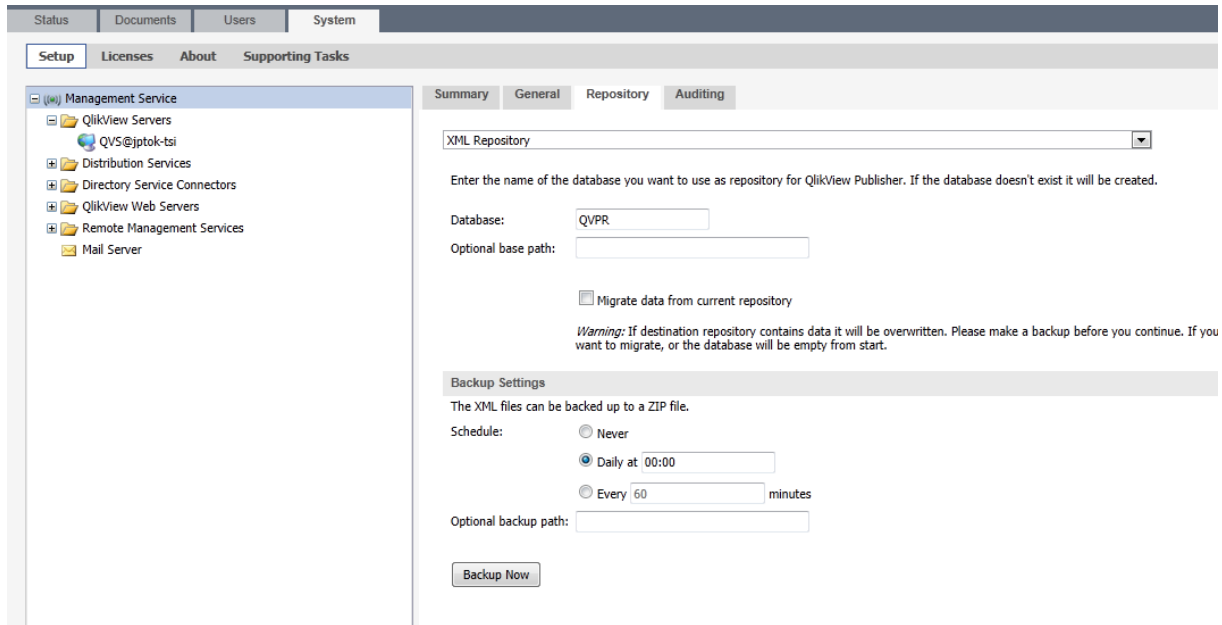 Status Documents Users System
Setup Licenses About Supporting Tasks
Management Service
QlikView Servers
QVS@jptok-tsi
Distribution Services
Directory Service Connectors
QlikView Web Servers
Remote Management Services
Mail Server
Summary General Repository Auditing
XML Repository
Enter the name of the database you want to use as repository for QlikView Publisher. If the database doesn't exist it will be created.
Database: QVPR
Optional base path:
Migrate data from current repository
Warning: If destination repository contains data it will be overwritten. Please make a backup before you continue. If you
want to migrate, or the database will be empty from start.
Backup Settings
The XML files can be backed up to a ZIP file.
Schedule: Never
Daily at 00:00
Every 60 minutes
Optional backup path:
Backup Now